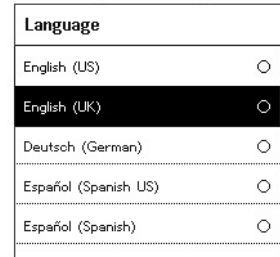 Language
English (US)
English (UK)
Deutsch (German)
Español (Spanish US)
Español (Spanish)